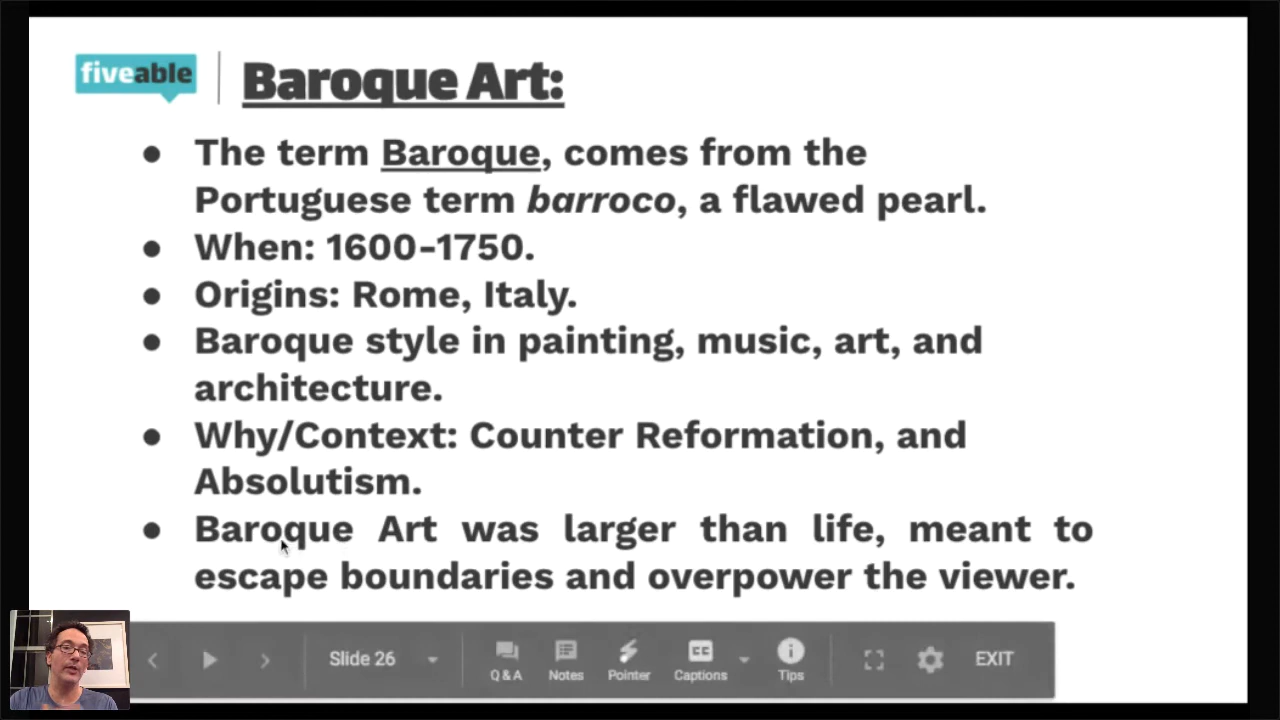 fiveable
Baroque Art:
● The term Baroque, comes from the
Portuguese term barroco, a flawed pearl.
● When: 1600-1750.
● Origins: Rome, Italy.
● Baroque style in painting, music, art, and
architecture.
● Why/Context: Counter Reformation, and
Absolutism.
● Baroque Art was larger than life, meant to
escape boundaries and overpower the viewer.
Slide 26
Q & A
Notes
Pointer
CC
Captions
Tips
EXIT